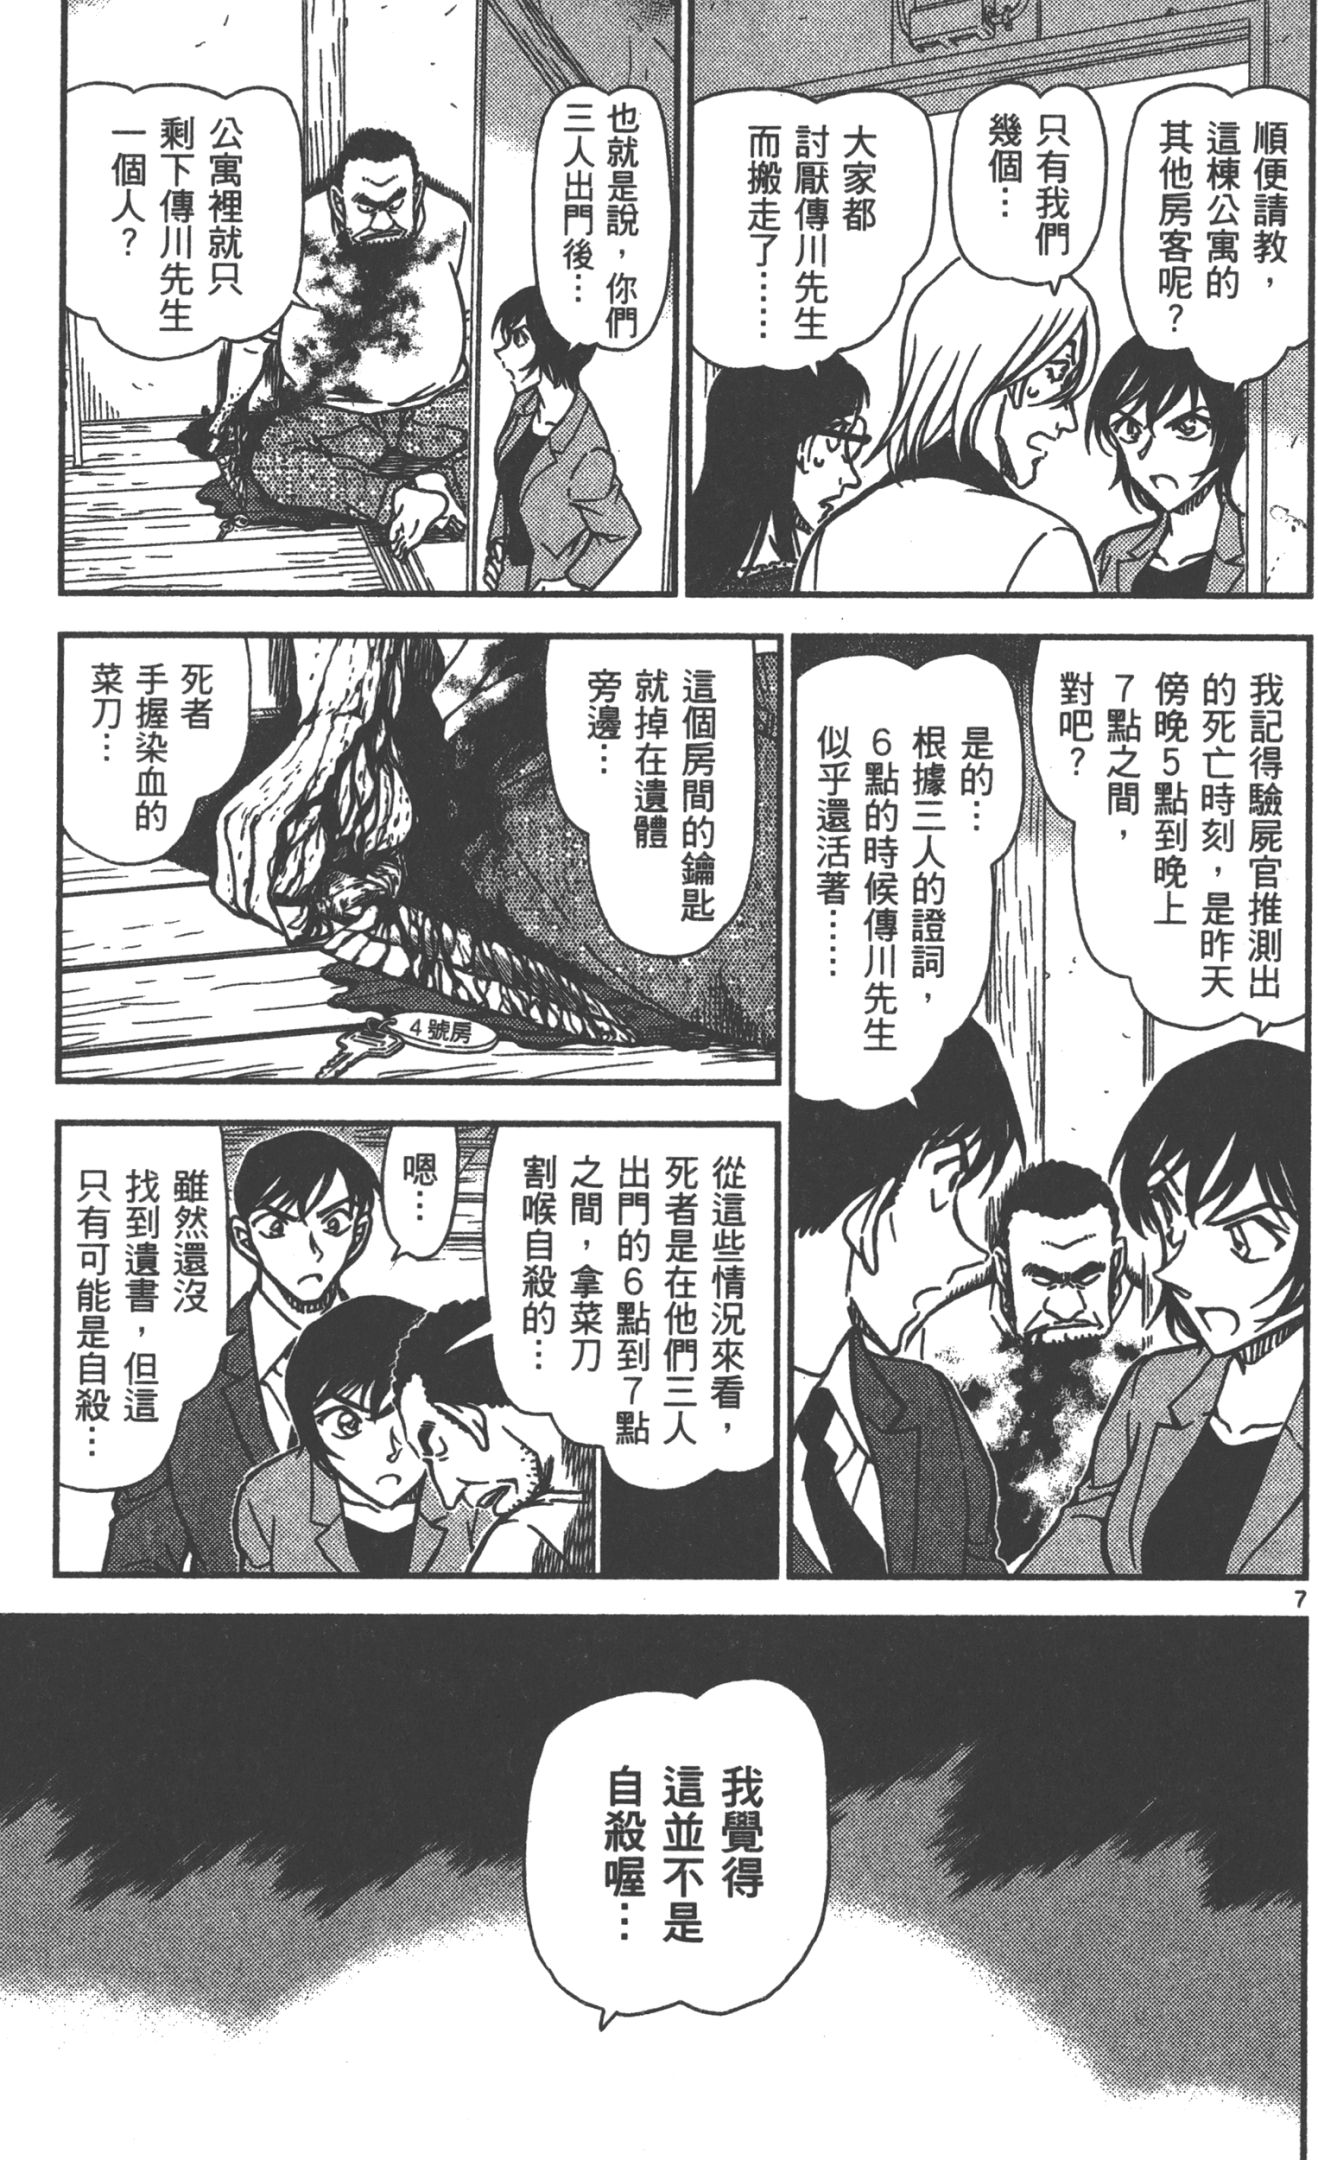 順便請教，
這棟公寓的
其他房客呢？
只有我們
幾個…
大家都
討厭傳川先生
而搬走了……
也就是說，你們
三人出門後…
公寓裡就只
剩下傳川先生
一個人？
我記得驗屍官推測出
的死亡時刻，是昨天
傍晚5點到晚上
7點之間，
對吧？
是的…
根據三人的證詞，
6點的時候傳川先生
似乎還活著……
這個房間的鑰匙
就掉在遺體
旁邊…
死者
手握染血的
菜刀…
4號房
從這些情況來看，
死者是在他們三人
出門的6點到7點
之間，拿菜刀
割喉自殺的…
嗯…
雖然還沒
找到遺書，但這
只有可能是自殺…
7
我覺得
這並不是
自殺喔…